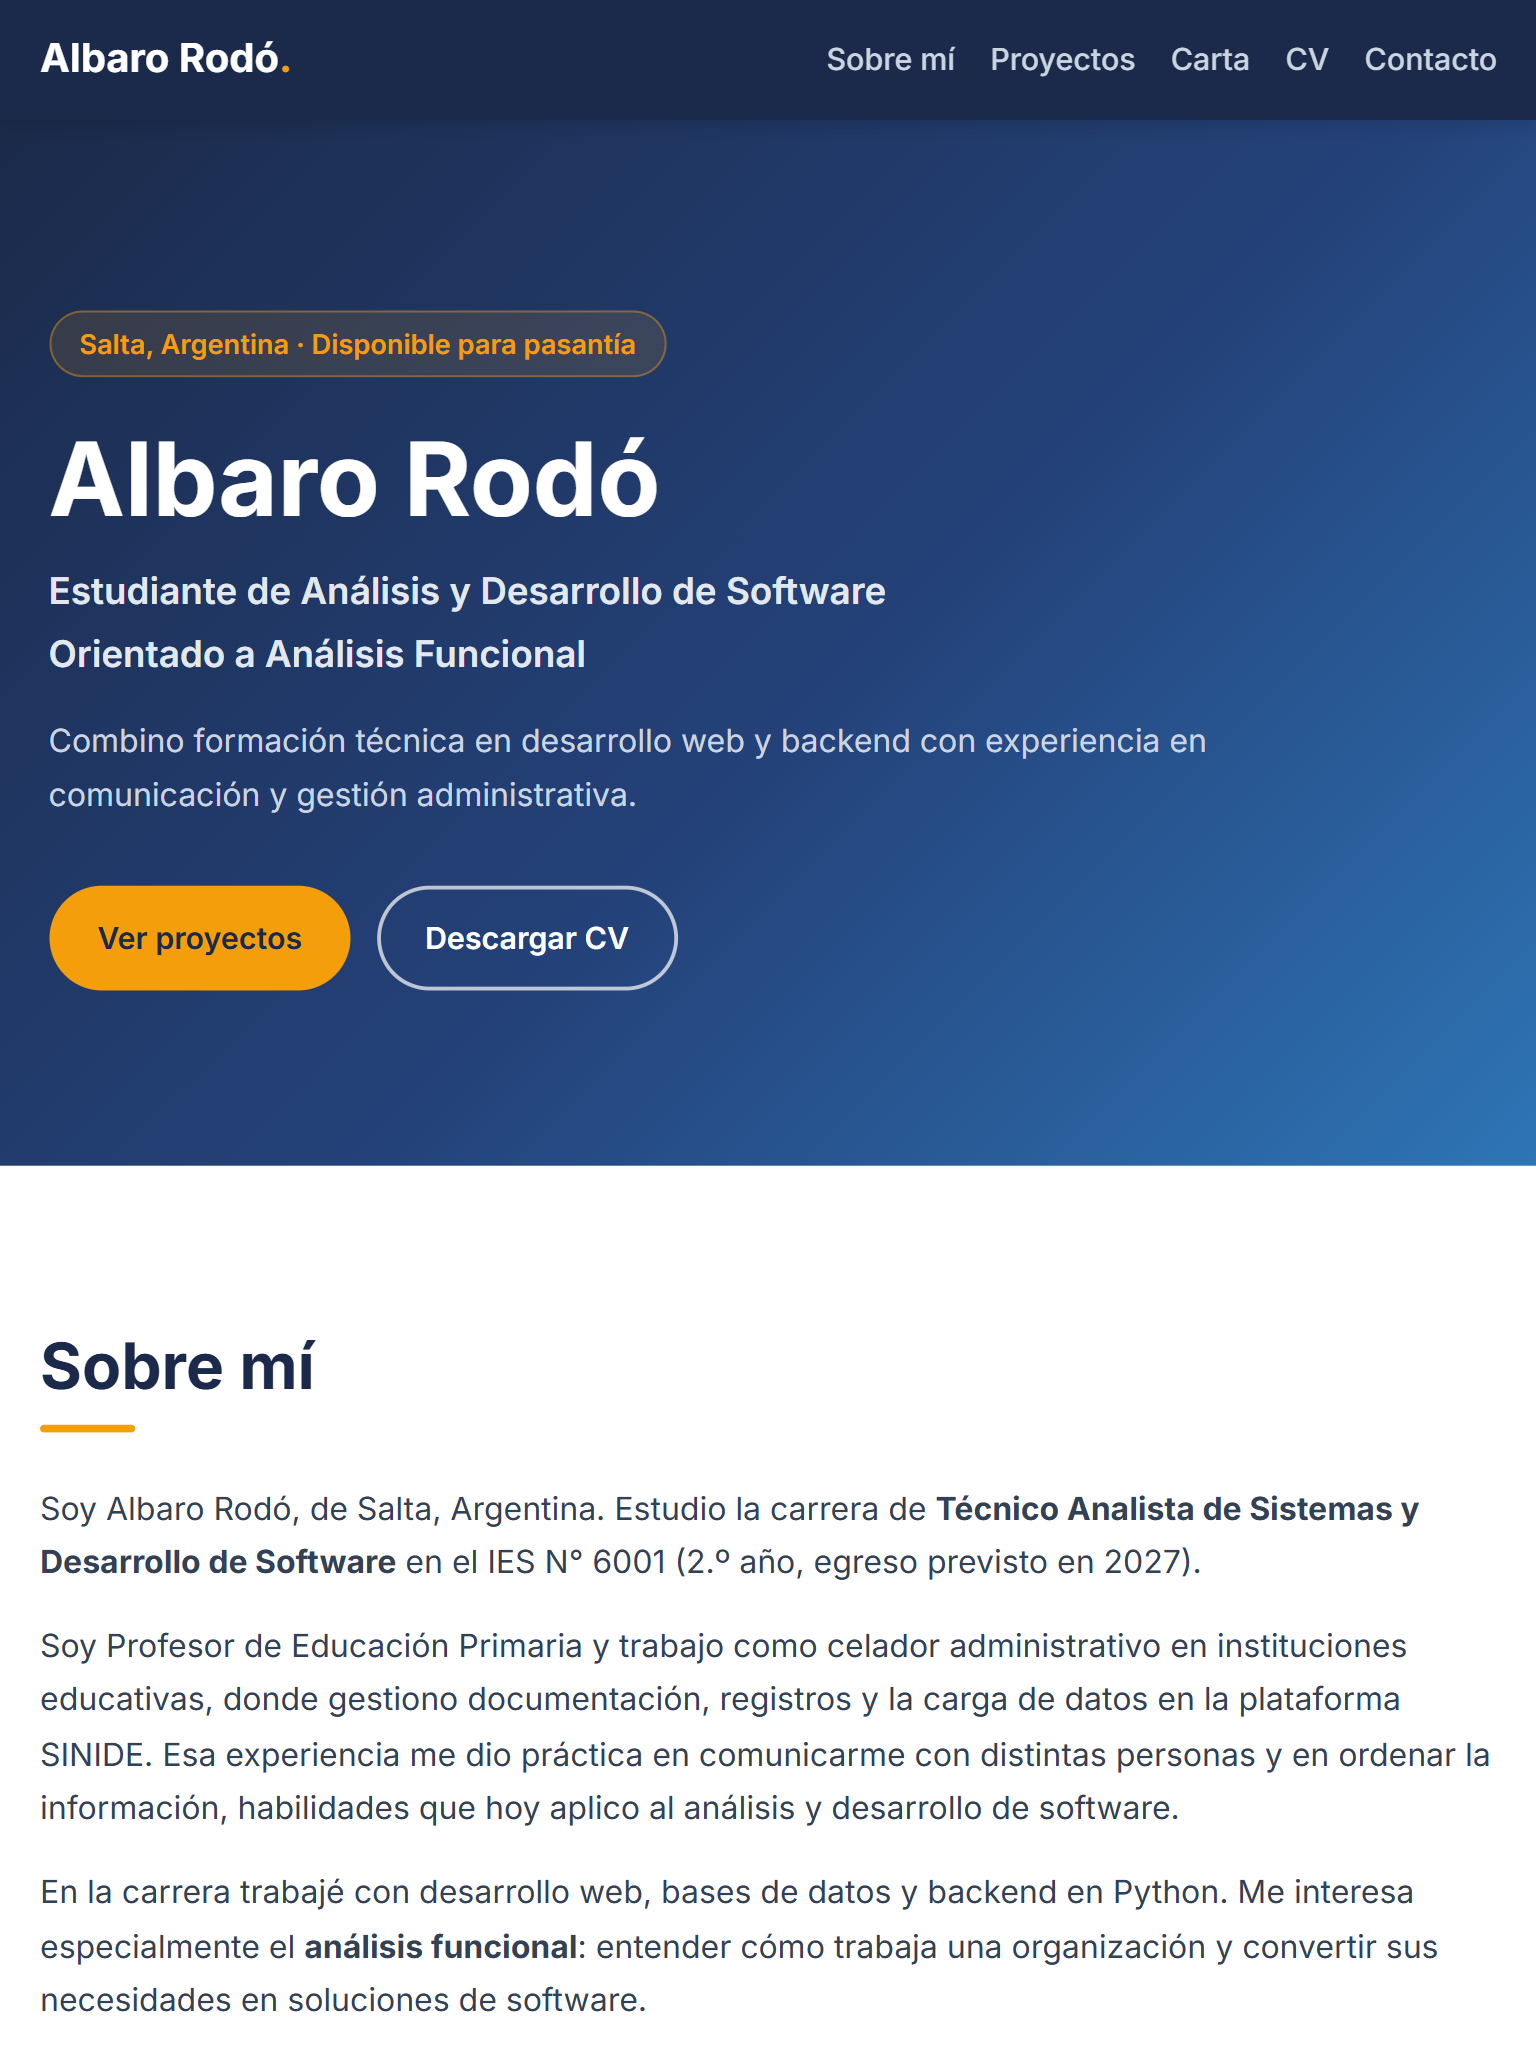 Albaro Rodó.
Sobre mí Proyectos Carta CV Contacto
Salta, Argentina · Disponible para pasantía
Albaro Rodó
Estudiante de Análisis y Desarrollo de Software
Orientado a Análisis Funcional
Combino formación técnica en desarrollo web y backend con experiencia en
comunicación y gestión administrativa.
Ver proyectos
Descargar CV
Sobre mí
Soy Albaro Rodó, de Salta, Argentina. Estudio la carrera de Técnico Analista de Sistemas y
Desarrollo de Software en el IES N° 6001 (2.º año, egreso previsto en 2027).
Soy Profesor de Educación Primaria y trabajo como celador administrativo en instituciones
educativas, donde gestiono documentación, registros y la carga de datos en la plataforma
SINIDE. Esa experiencia me dio práctica en comunicarme con distintas personas y en ordenar la
información, habilidades que hoy aplico al análisis y desarrollo de software.
En la carrera trabajé con desarrollo web, bases de datos y backend en Python. Me interesa
especialmente el análisis funcional: entender cómo trabaja una organización y convertir sus
necesidades en soluciones de software.